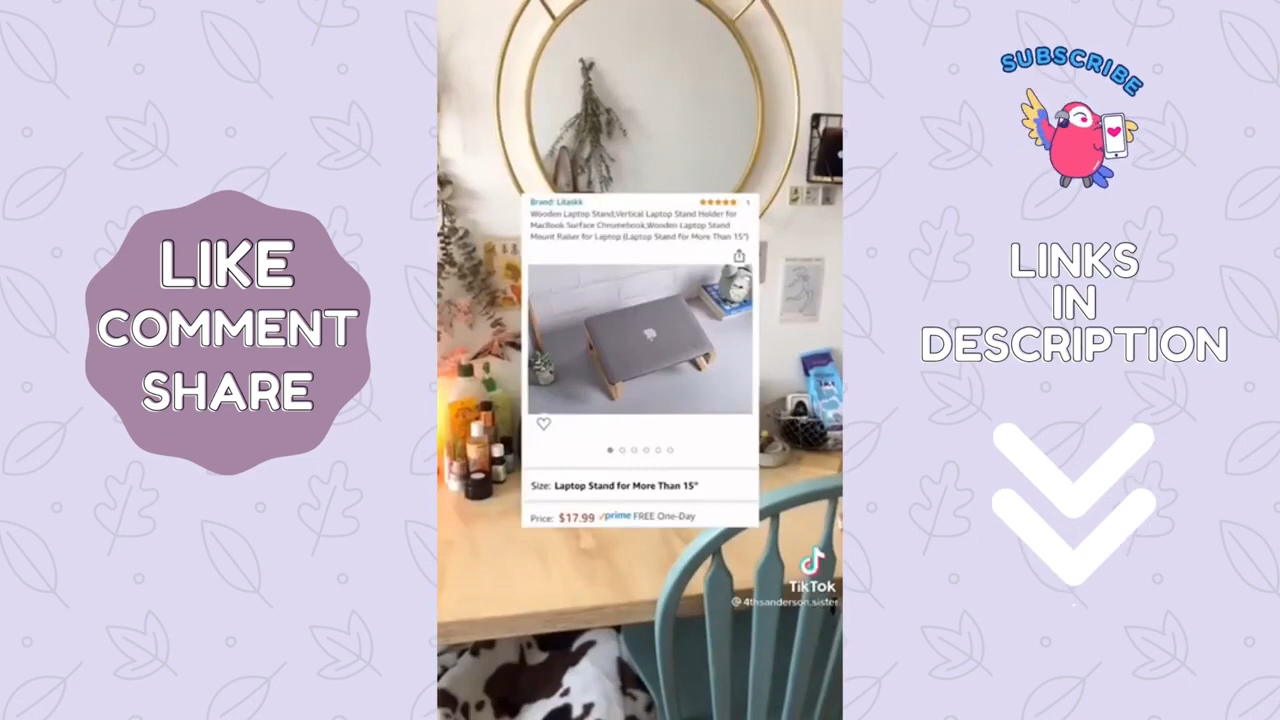 LIKE
COMMENT
SHARE
Brand: Litaskk
Wooden Laptop Stand,Vertical Laptop Stand Holder for
MacBook Surface Chromebook,Wooden Laptop Stand
Mount Raiser for Laptop (Laptop Stand for More Than 15")
Size: Laptop Stand for More Than 15"
Price: $17.99 prime FREE One-Day
TikTok
@4thsanderson.sister
SUBSCRIBE
LINKS
IN
DESCRIPTION